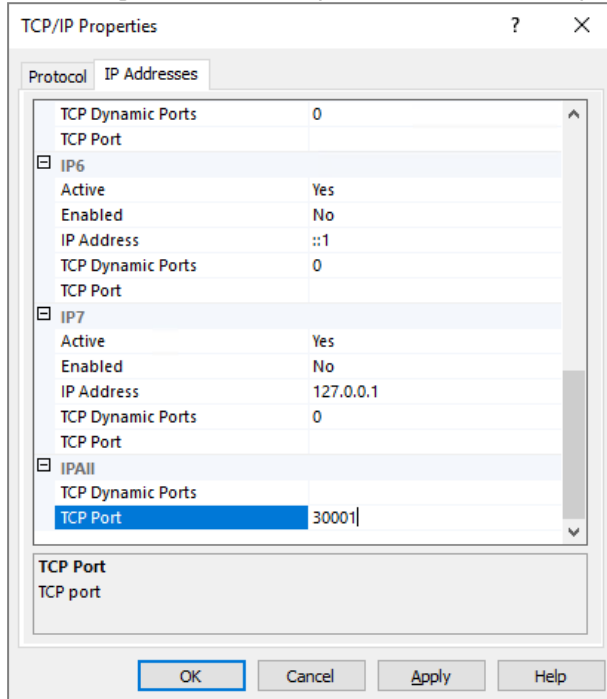 TCP/IP Properties ? X
Protocol IP Addresses
TCP Dynamic Ports 0
TCP Port
IP6
Active Yes
Enabled No
IP Address ::1
TCP Dynamic Ports 0
TCP Port
IP7
Active Yes
Enabled No
IP Address 127.0.0.1
TCP Dynamic Ports 0
TCP Port
IPAll
TCP Dynamic Ports
TCP Port 30001
TCP Port
TCP port
OK Cancel Apply Help